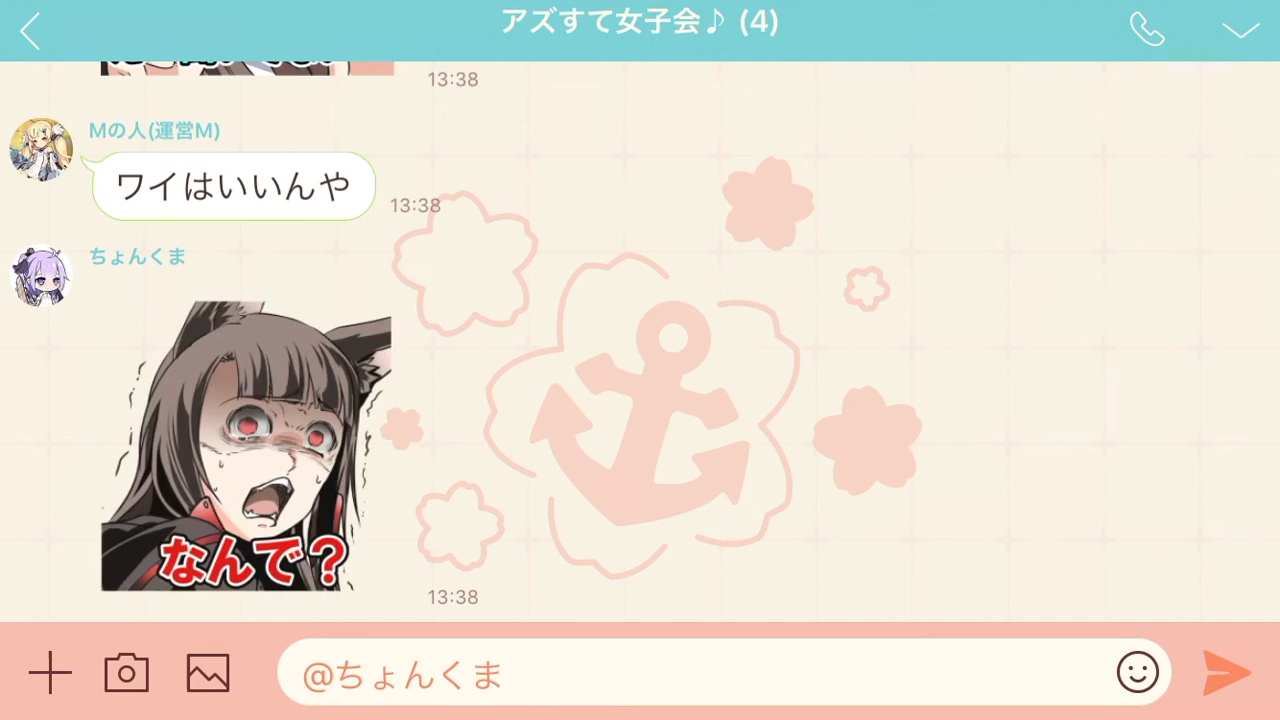 アズすて女子会♪ (4)
13:38
Mの人(運営M)
ワイはいいんや
13:38
ちょんくま
なんで？
13:38
@ちょんくま